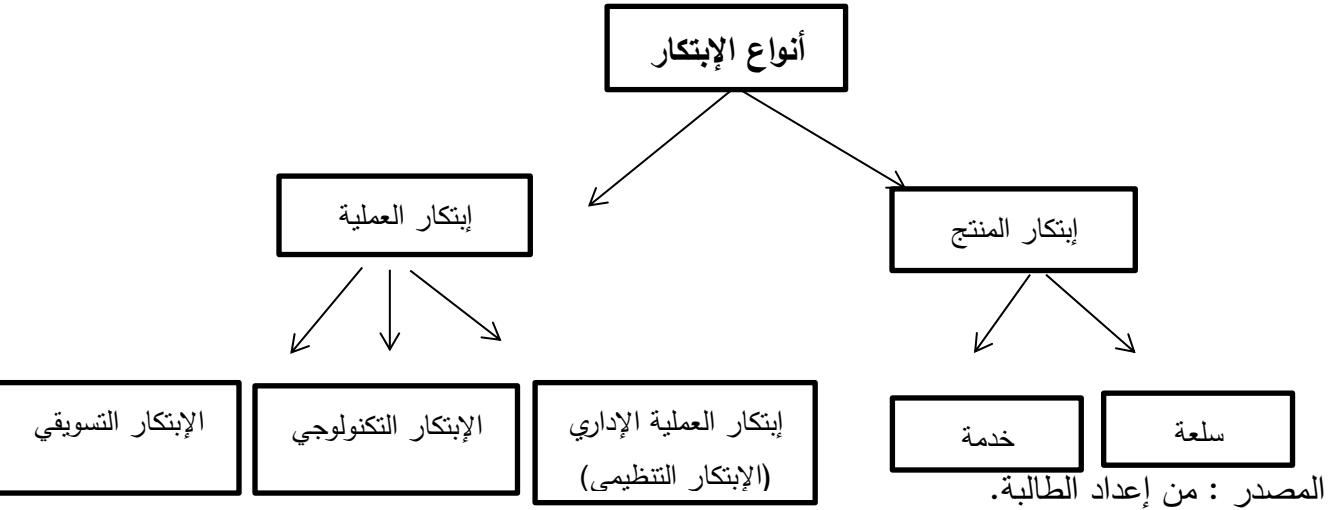 أنواع الإبتكار
إبتكار المنتج
إبتكار العملية
سلعة
خدمة
إبتكار العملية الإداري
(الإبتكار التنظيمي)
الإبتكار التكنولوجي
الإبتكار التسويقي
المصدر : من إعداد الطالبة.